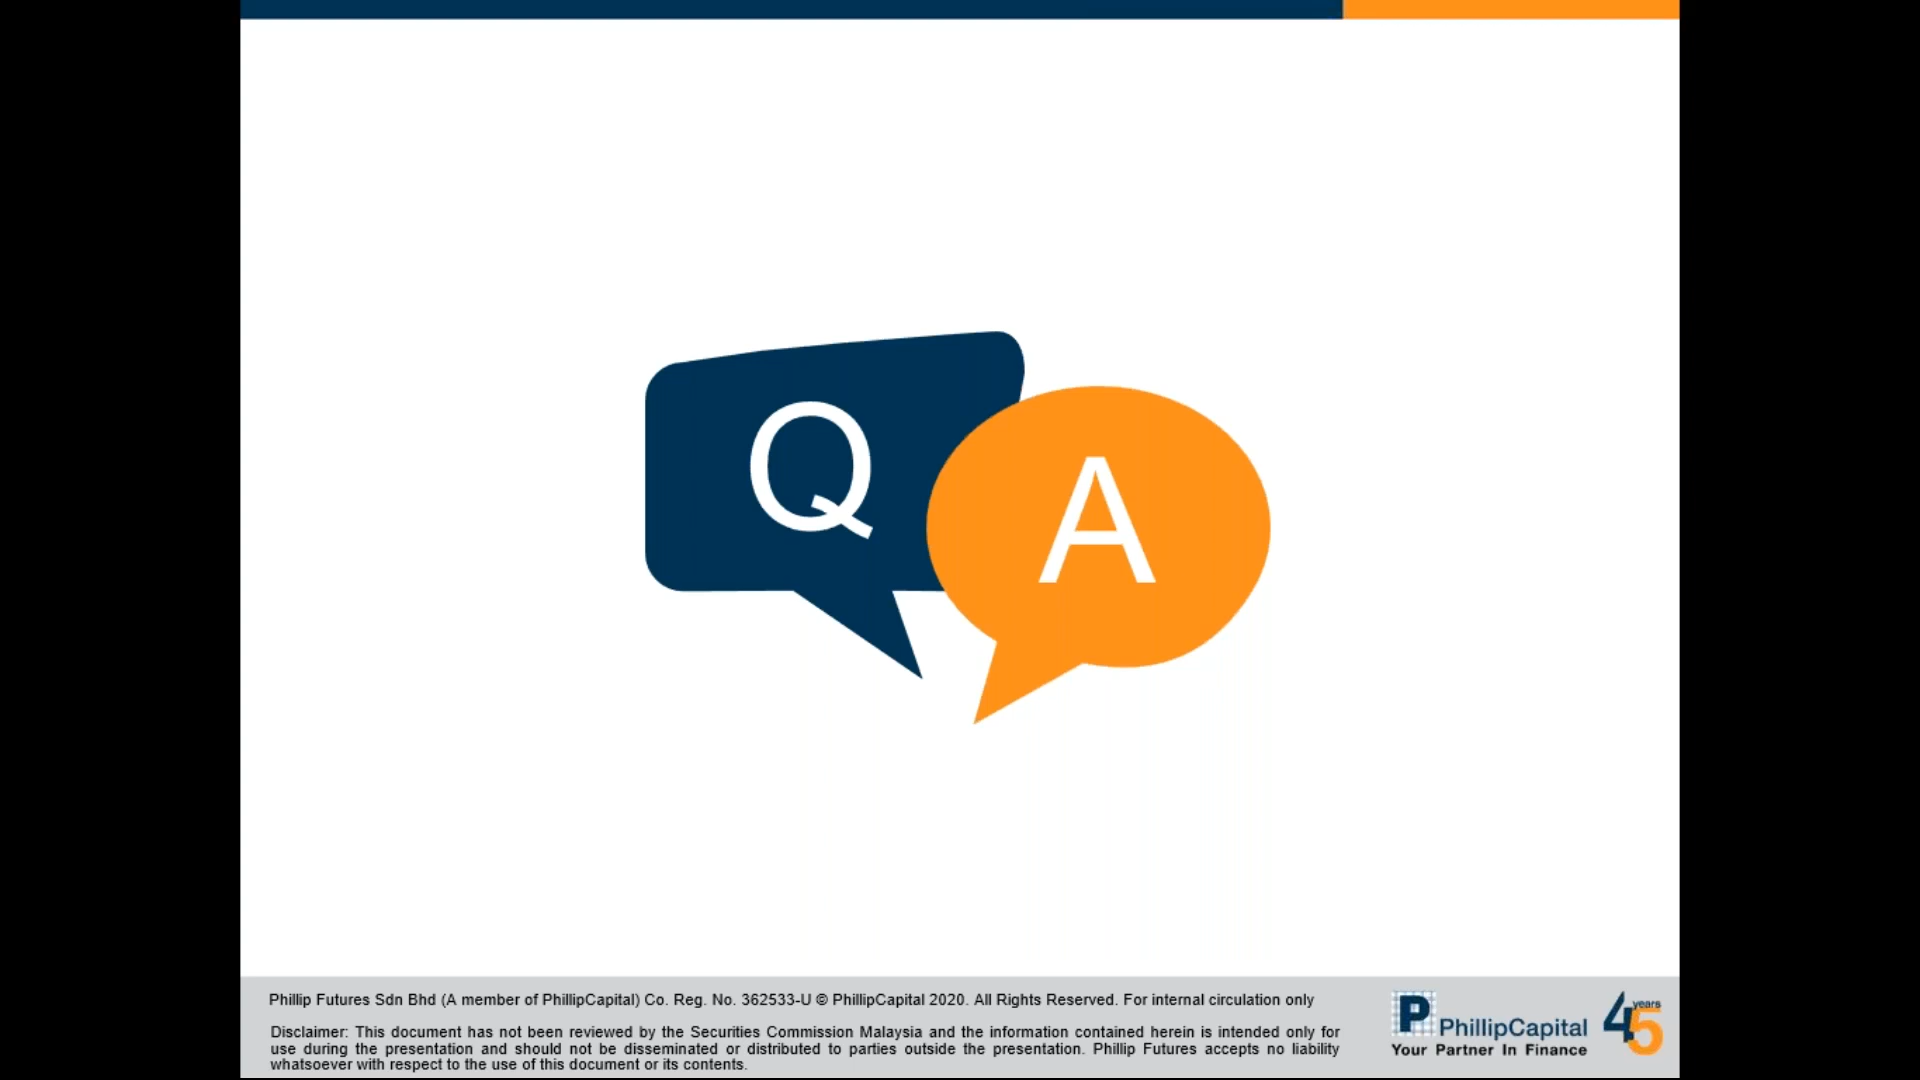 Q
A
Phillip Futures Sdn Bhd (A member of PhillipCapital) Co. Reg. No. 362533-U © PhillipCapital 2020. All Rights Reserved. For internal circulation only
Disclaimer: This document has not been reviewed by the Securities Commission Malaysia and the information contained herein is intended only for
use during the presentation and should not be disseminated or distributed to parties outside the presentation. Phillip Futures accepts no liability
whatsoever with respect to the use of this document or its contents.
P PhillipCapital
Your Partner In Finance
45 years